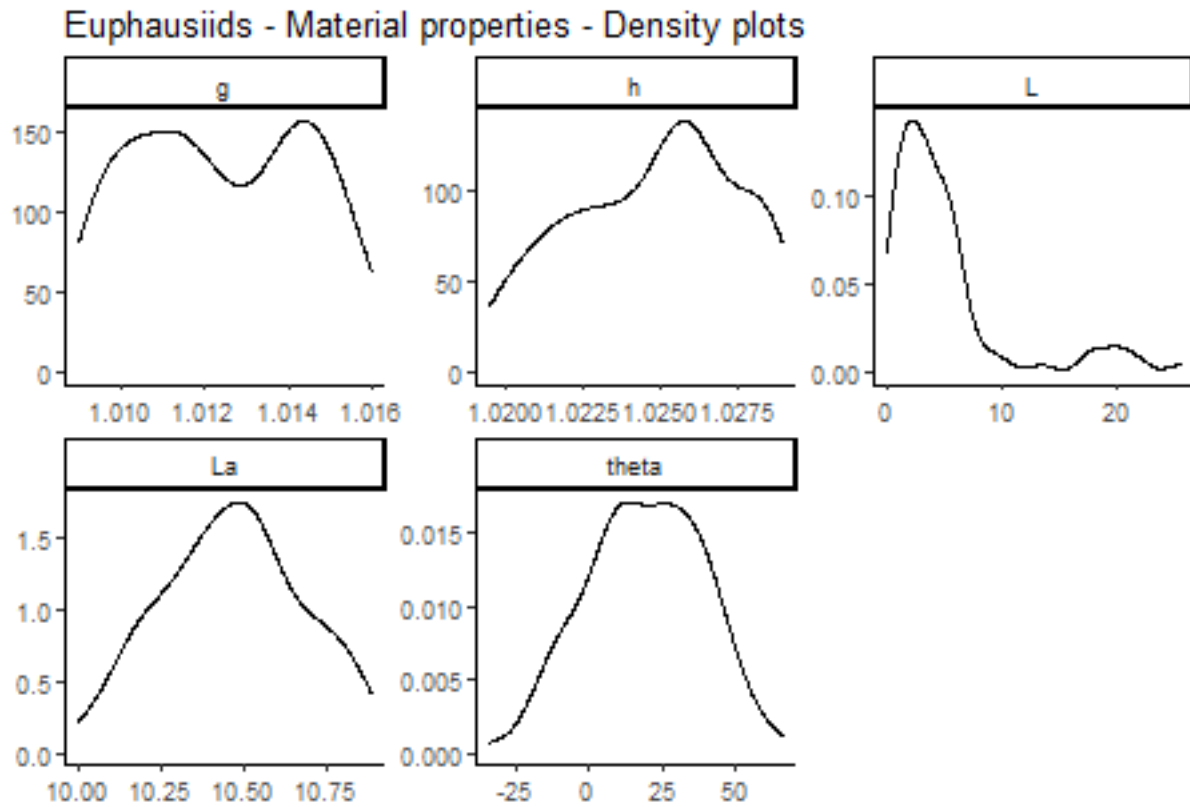 Euphausiids - Material properties - Density plots
g h L
150
100
50
0
1.010 1.012 1.014 1.016
100
50
0
1.0200 1.0225 1.0250 1.0275
0.10
0.05
0.00
0 10 20
La theta
1.5
1.0
0.5
0.0
10.00 10.25 10.50 10.75
0.015
0.010
0.005
0.000
-25 0 25 50